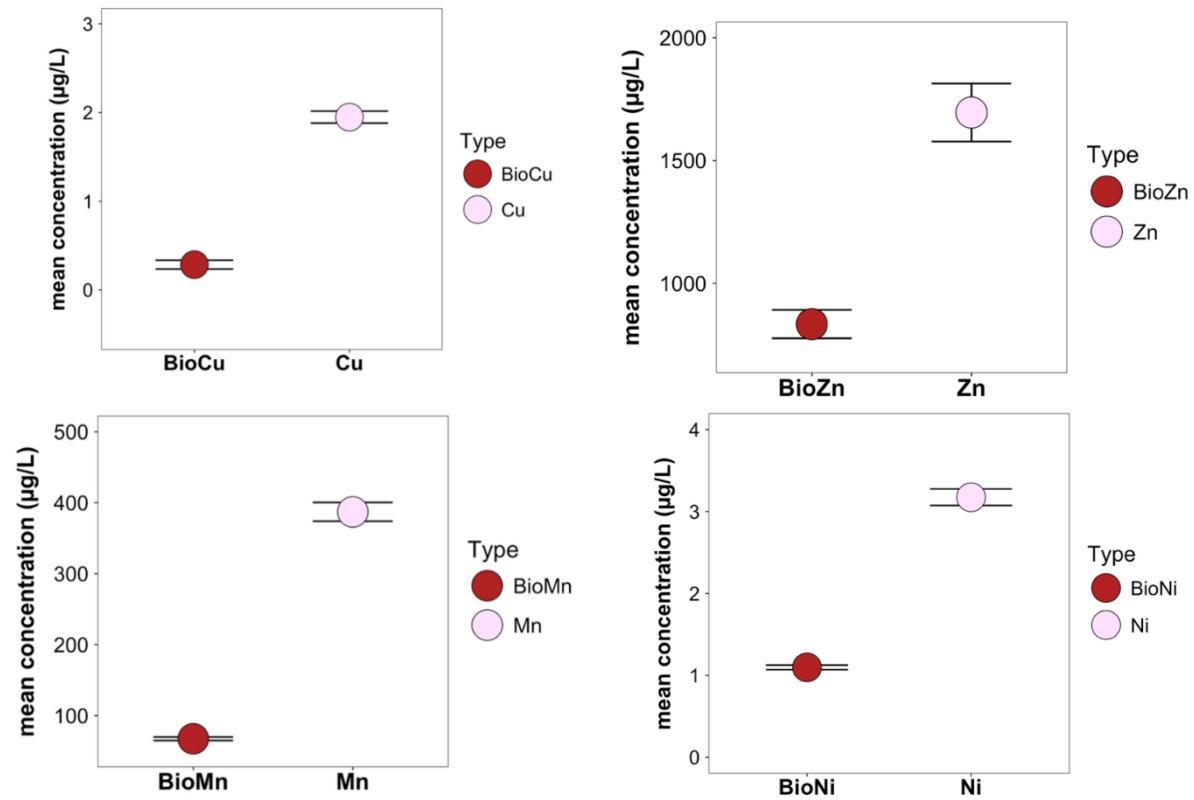 mean concentration (µg/L)
3
2
1
0
BioCu
Cu
Type
BioCu
Cu
mean concentration (µg/L)
2000
1500
1000
BioZn
Zn
Type
BioZn
Zn
mean concentration (µg/L)
500
400
300
200
100
BioMn
Mn
Type
BioMn
Mn
mean concentration (µg/L)
4
3
2
1
0
BioNi
Ni
Type
BioNi
Ni